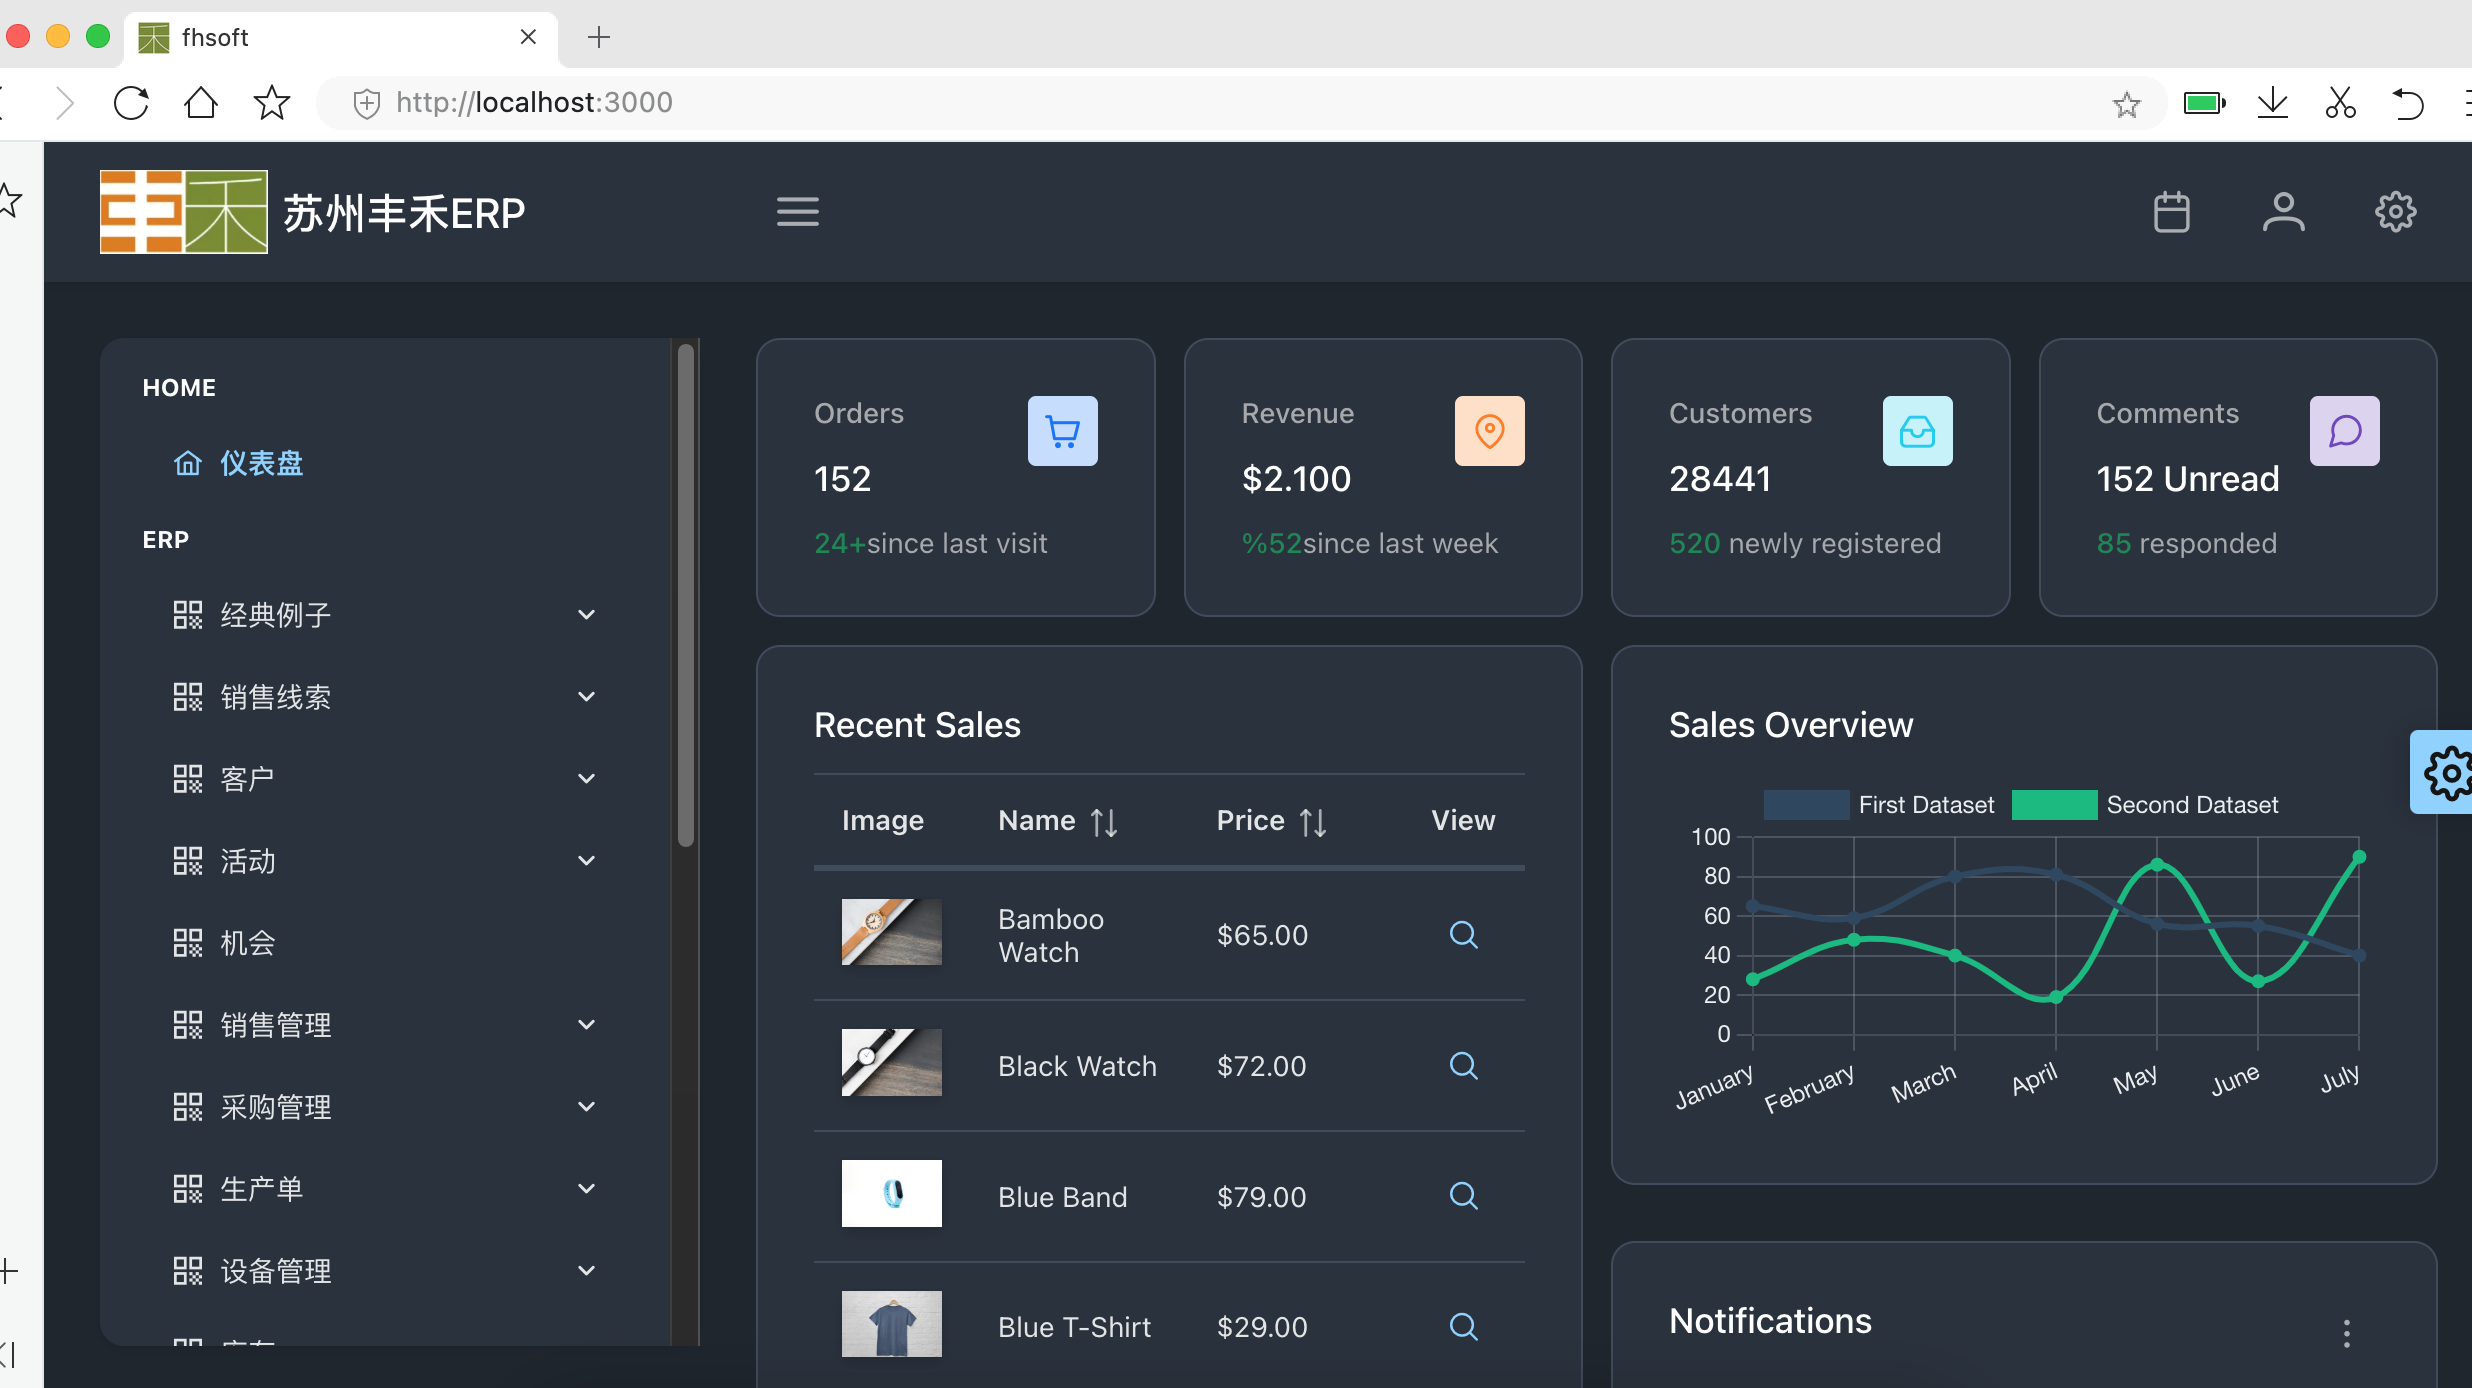 fhsoft
http://localhost:3000
苏州丰禾ERP
HOME
仪表盘
ERP
经典例子
销售线索
客户
活动
机会
销售管理
采购管理
生产单
设备管理
Orders
152
24+since last visit
Revenue
$2.100
%52since last week
Customers
28441
520 newly registered
Comments
152 Unread
85 responded
Recent Sales
Image Name Price View
Bamboo
Watch
$65.00
Black Watch $72.00
Blue Band $79.00
Blue T-Shirt $29.00
Sales Overview
First Dataset Second Dataset
100
80
60
40
20
0
January February March April May June July
Notifications